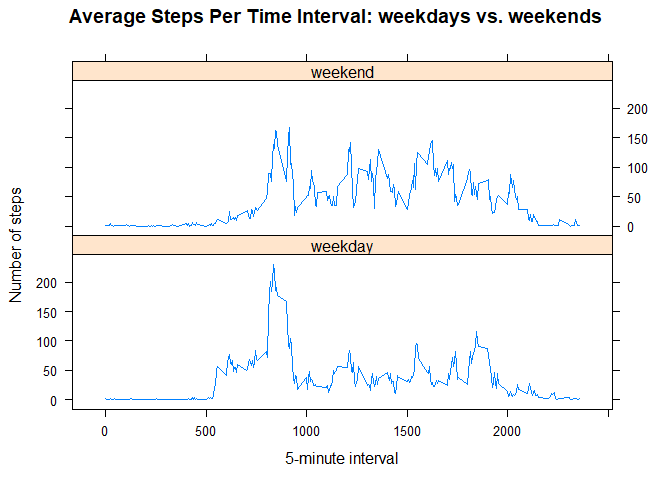 Average Steps Per Time Interval: weekdays vs. weekends
weekend
200
150
100
50
0
Number of steps
weekday
200
150
100
50
0
0 500 1000 1500 2000
5-minute interval